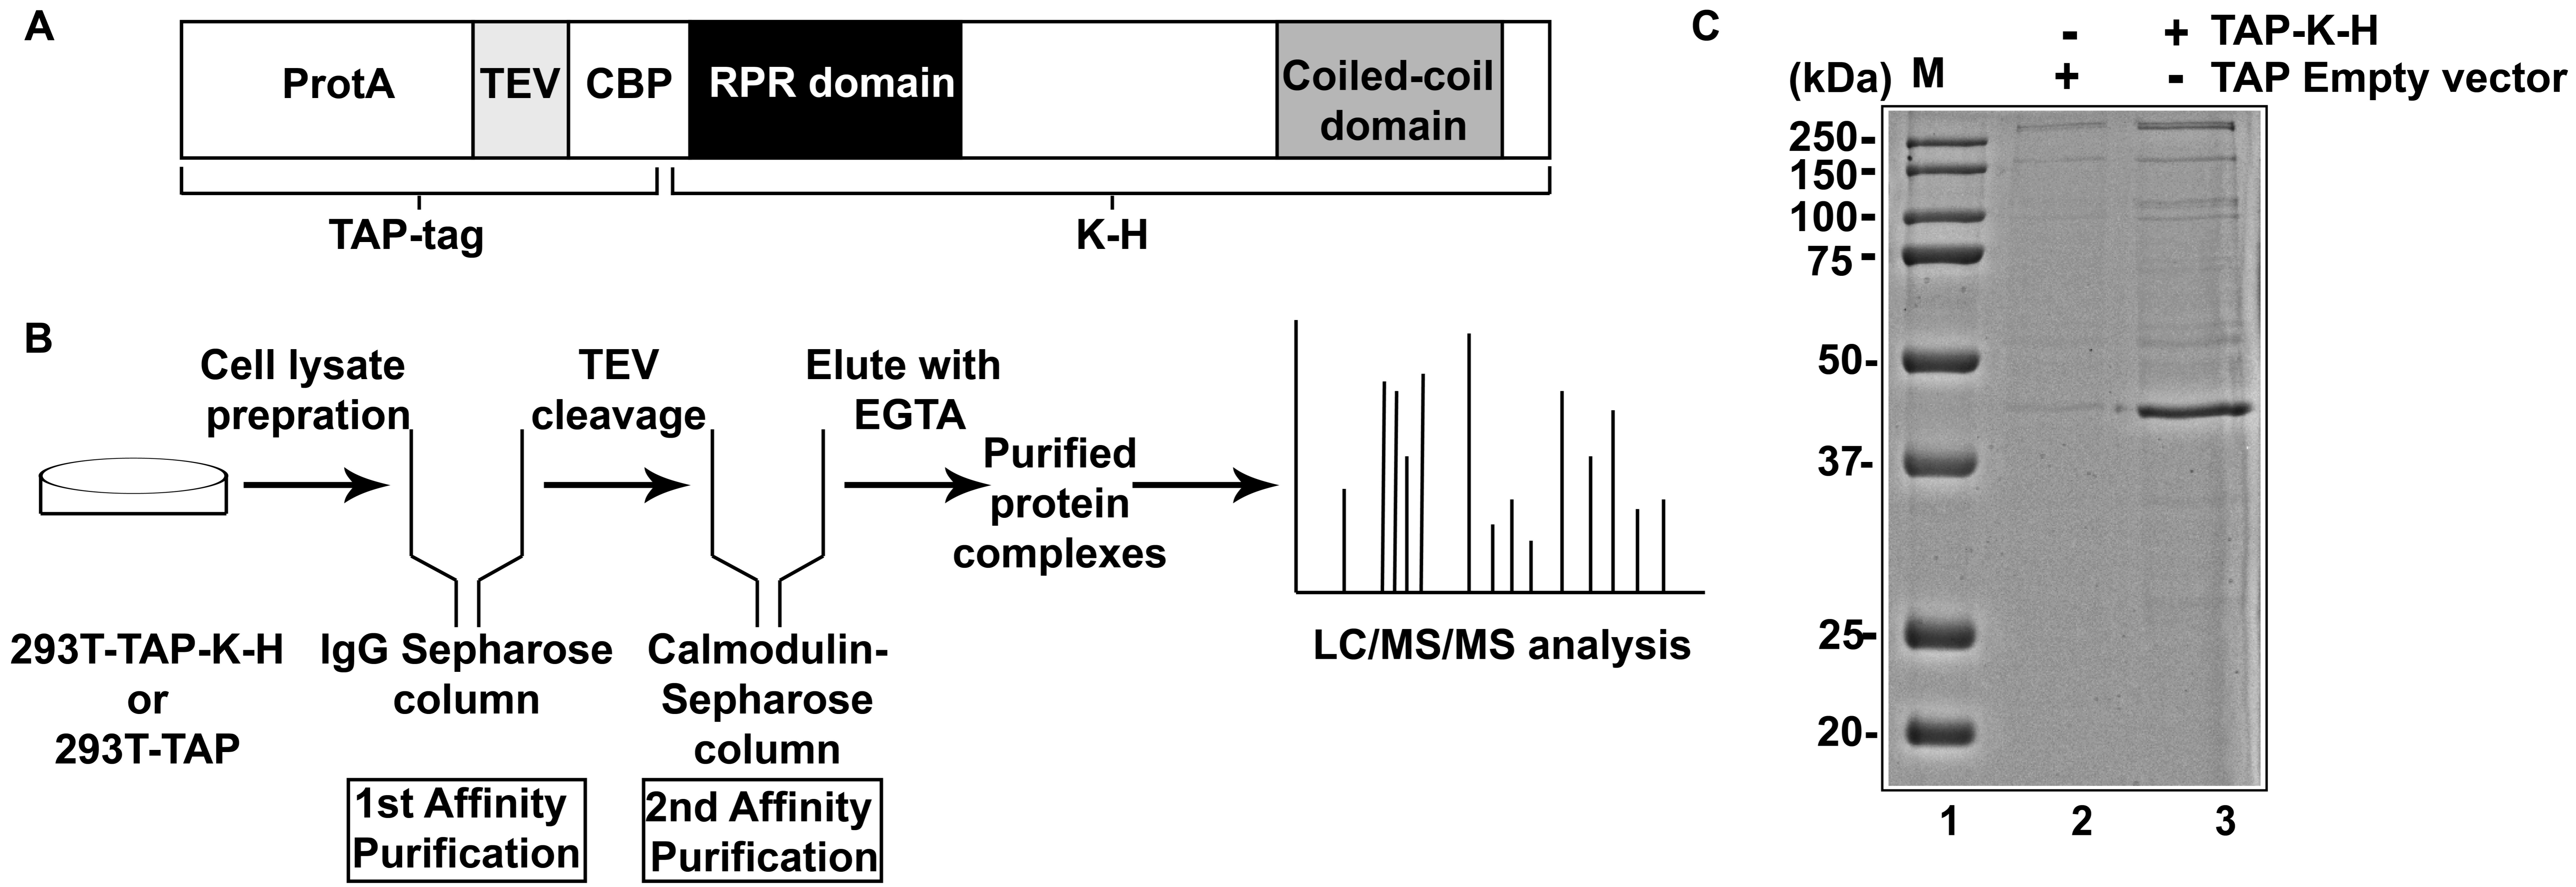 A
ProtA TEV CBP RPR domain Coiled-coil
domain
TAP-tag K-H
B
Cell lysate
prepration
TEV
cleavage
Elute with
EGTA
Purified
protein
complexes
293T-TAP-K-H
or
293T-TAP
IgG Sepharose
column
Calmodulin-
Sepharose
column
LC/MS/MS analysis
1st Affinity
Purification
2nd Affinity
Purification
C
- + TAP-K-H
(kDa) M + - TAP Empty vector
250-
150-
100-
75-
50-
37-
25-
20-
1 2 3